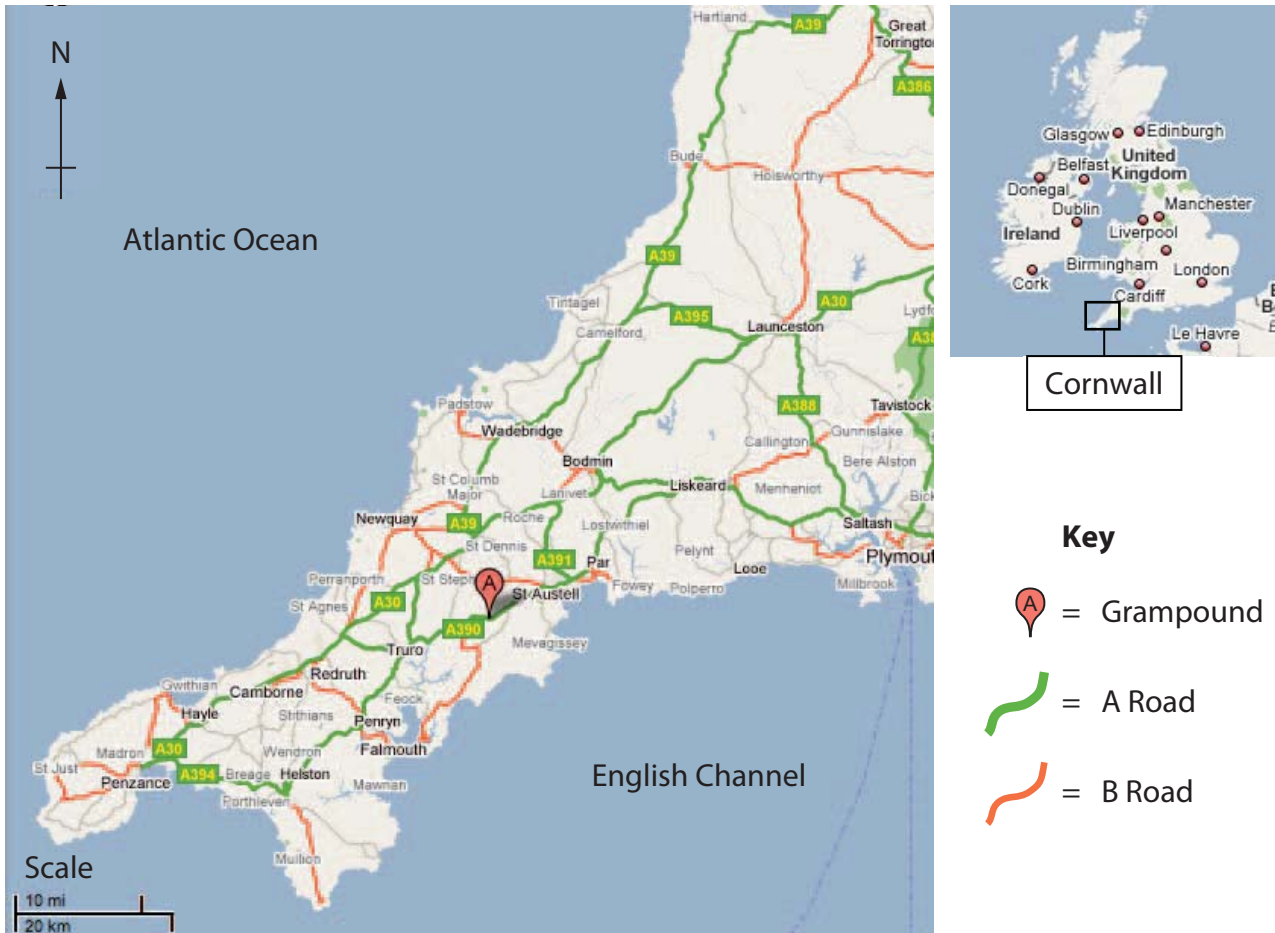 N
Atlantic Ocean
English Channel
Hartland
A39
Great
Torrington
A386
Bude
Holsworthy
A39
Tintagel
Camelford
A395
A30
Launceston
Padstow
Wadebridge
A388
Tavistock
Gunnislake
Callington
Bere Alston
Bodmin
St Columb
Major
Lanivet
Liskeard
Menheniot
Newquay
A39
Roche
Lostwithiel
Saltash
St Dennis
A391
Par
Pelynt
Looe
Plymout
Perranporth
St Steph
A
St Austell
Fowey
Polperro
Millbrook
St Agnes
A30
A390
Truro
Mevagissey
Redruth
Gwithian
Camborne
Feock
Hayle
Stithians
Penryn
Madron
A30
Wendron
Falmouth
St Just
A394
Breage
Helston
Penzance
Mawnan
Porthleven
Mullion
Scale
10 mi
20 km
Glasgow
Edinburgh
Belfast
United
Kingdom
Donegal
Dublin
Manchester
Ireland
Liverpool
Birmingham
London
Cork
Cardiff
Le Havre
Cornwall
Key
A = Grampound
= A Road
= B Road